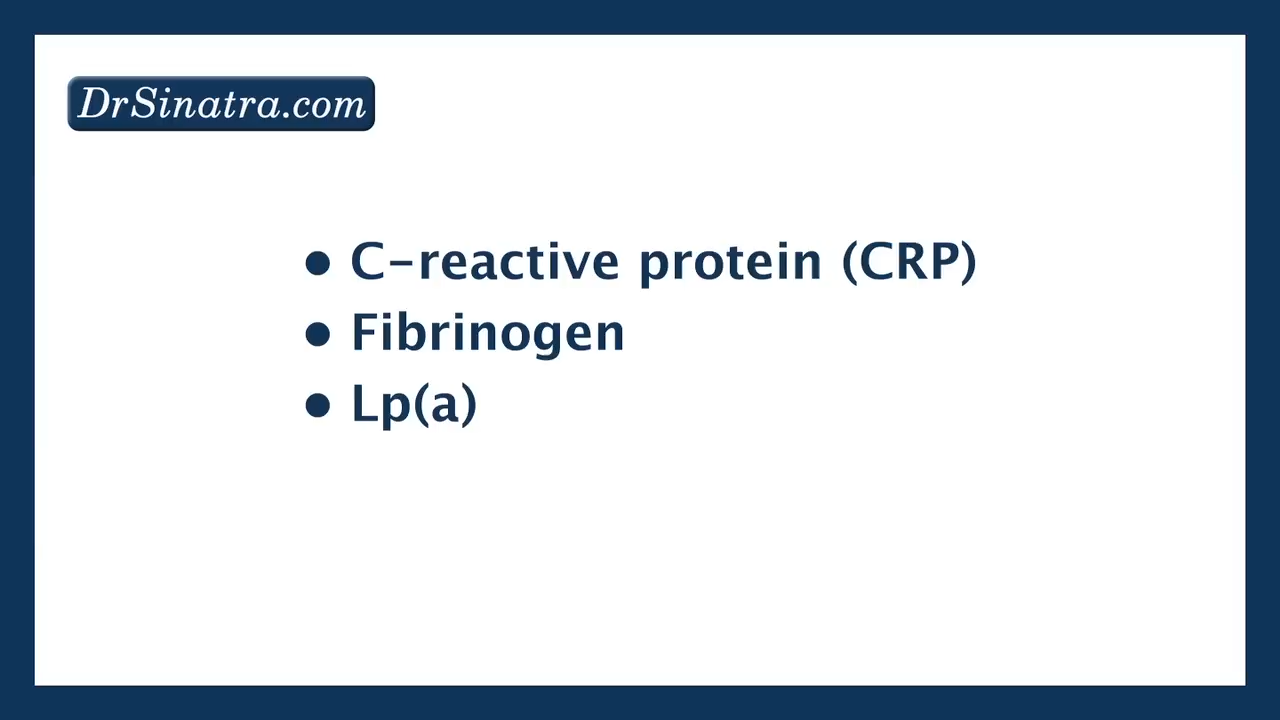 DrSinatra.com
• C-reactive protein (CRP)
• Fibrinogen
• Lp(a)